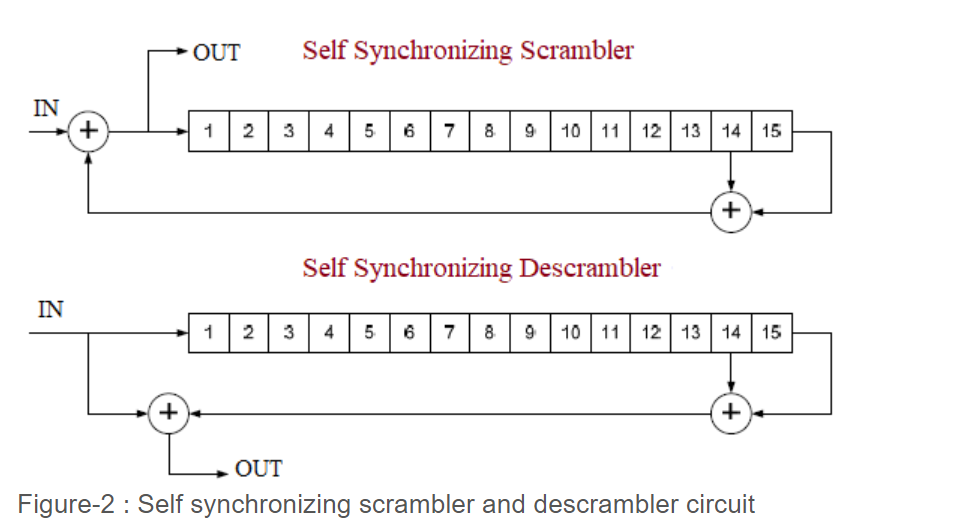 OUT
Self Synchronizing Scrambler
IN
+
1 2 3 4 5 6 7 8 9 10 11 12 13 14 15
+
Self Synchronizing Descrambler
IN
1 2 3 4 5 6 7 8 9 10 11 12 13 14 15
+
+
OUT
Figure-2 : Self synchronizing scrambler and descrambler circuit